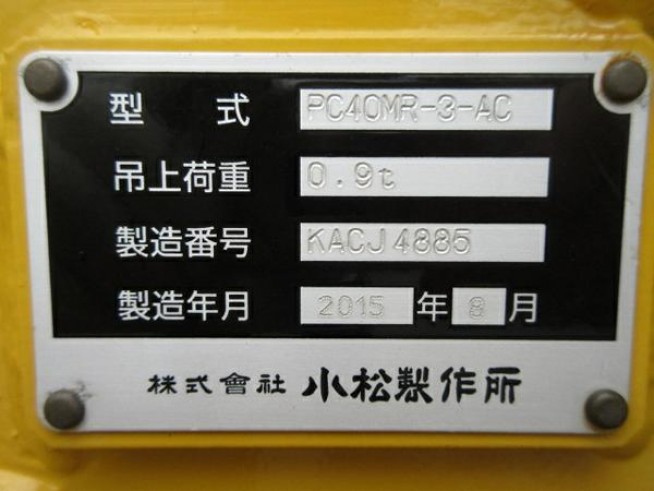 型 式 PC40MR-3-AC
吊上荷重 0.9t
製造番号 KACJ4885
製造年月 2015 年 8 月
株式會社 小松製作所